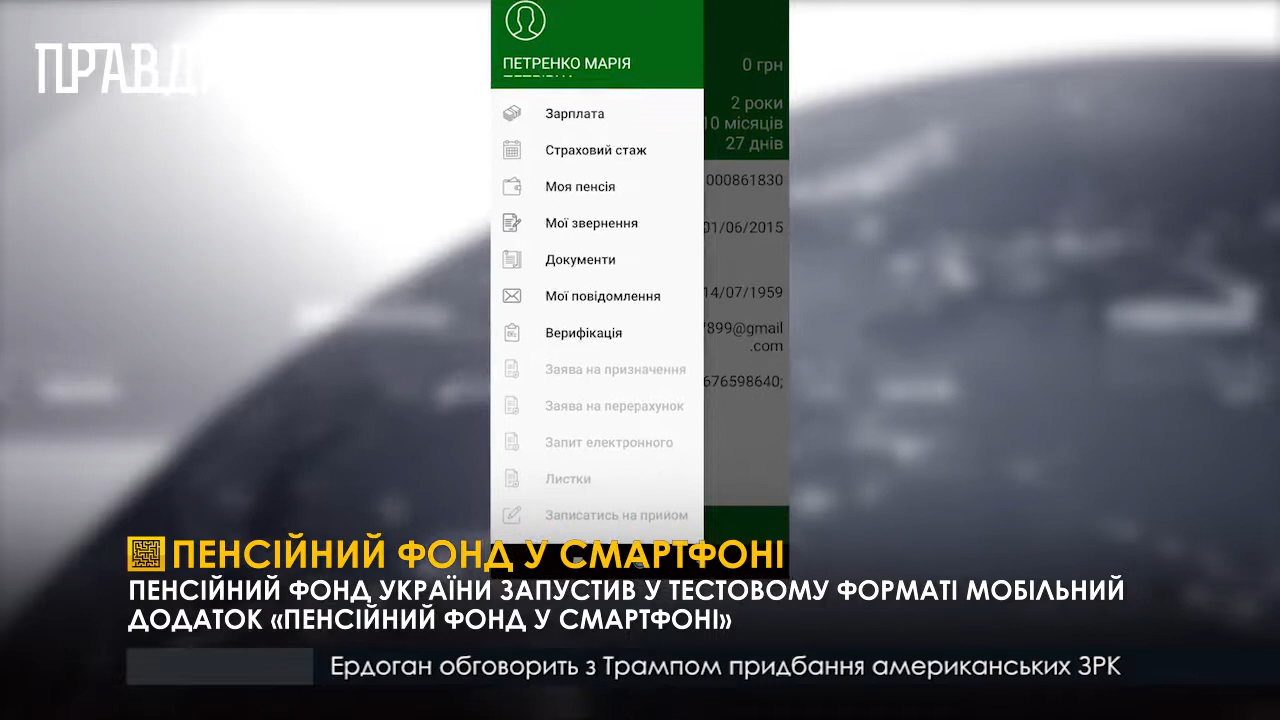 ПРАВД
ПЕТРЕНКО МАРІЯ
0 грн
2 роки
10 місяців
27 днів
Зарплата
Страховий стаж
Моя пенсія
Мої звернення
Документи
Мої повідомлення
Верифікація
Заява на призначення
Заява на перерахунок
Запит електронного
Листки
Записатись на прийом
000861830
01/06/2015
14/07/1959
899@gmail
.com
676598640;
ПЕНСІЙНИЙ ФОНД У СМАРТФОНІ
ПЕНСІЙНИЙ ФОНД УКРАЇНИ ЗАПУСТИВ У ТЕСТОВОМУ ФОРМАТІ МОБІЛЬНИЙ
ДОДАТОК «ПЕНСІЙНИЙ ФОНД У СМАРТФОНІ»
Ердоган обговорить з Трампом придбання американських ЗРК